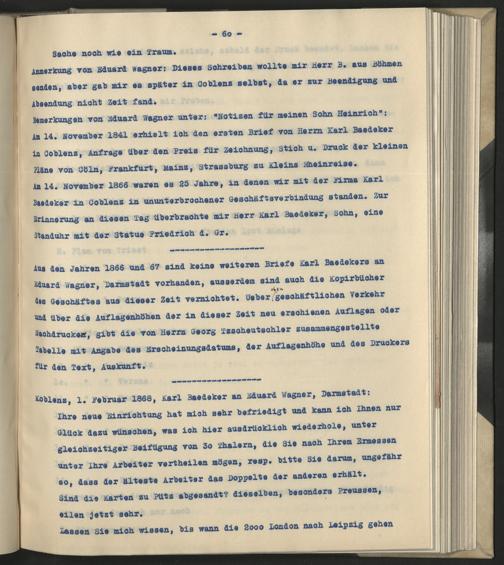 - 60 -
Sache noch wie ein Traum.
Anmerkung von Eduard Wagner: Dieses Schreiben wollte mir Herr B. aus Böhmen
senden, aber gab mir es später in Coblenz selbst, da er zur Beendigung und
Absendung nicht Zeit fand.
Bemerkungen von Eduard Wagner unter: "Notizen für meinen Sohn Heinrich":
Am 14. November 1841 erhielt ich den ersten Brief von Herrn Karl Baedeker
in Coblenz, Anfrage über den Preis für Zeichnung, Stich u. Druck der kleinen
Pläne von Cöln, Frankfurt, Mainz, Strassburg zu Kleins Rheinreise.
Am 14. November 1866 waren es 25 Jahre, in denen wir mit der Firma Karl
Baedeker in Coblenz in ununterbrochener Geschäftsverbindung standen. Zur
Erinnerung an diesen Tag überbrachte mir Herr Karl Baedeker, Sohn, eine
Standuhr mit der Statue Friedrich d. Gr.
-------------------
Aus den Jahren 1866 und 67 sind keine weiteren Briefe Karl Baedekers an
Eduard Wagner, Darmstadt vorhanden, ausserdem sind auch die Kopirbücher
des Geschäftes aus dieser Zeit vernichtet. Ueber den geschäftlichen Verkehr
und über die Auflagenhöhen der in dieser Zeit neu erschienen Auflagen oder
Nachdrucken, gibt die von Herrn Georg Tzscheutschler zusammengestellte
Tabelle mit Angabe des Erscheinungsdatums, der Auflagenhöhe und des Druckers
für den Text, Auskunft.
------------------
Koblenz, 1. Februar 1868, Karl Baedeker an Eduard Wagner, Darmstadt:
Ihre neue Einrichtung hat mich sehr befriedigt und kann ich Ihnen nur
Glück dazu wünschen, was ich hier ausdrücklich wiederhole, unter
gleichzeitiger Beifügung von 30 Thalern, die Sie nach Ihrem Ermessen
unter Ihre Arbeiter vertheilen mögen, resp. bitte Sie darum, ungefähr
so, dass der älteste Arbeiter das Doppelte der anderen erhält.
Sind die Karten zu Pütz abgesandt? dieselben, besonders Preussen,
eilen jetzt sehr.
Lassen Sie mich wissen, bis wann die 2000 London nach Leipzig gehen